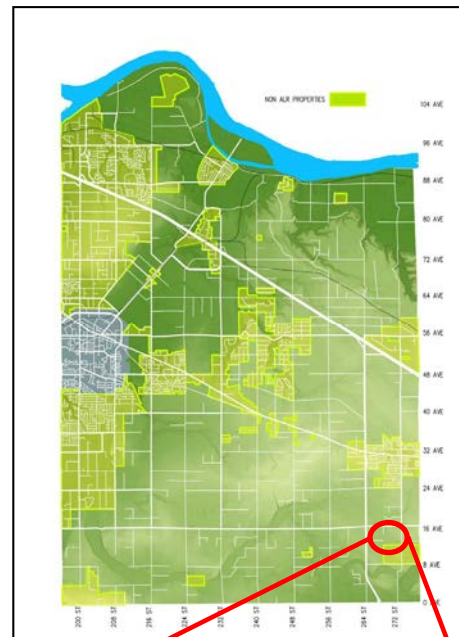 NON ALR PROPERTIES
104 AVE
96 AVE
88 AVE
80 AVE
72 AVE
64 AVE
56 AVE
48 AVE
40 AVE
32 AVE
24 AVE
16 AVE
8 AVE
0 AVE
200 ST
208 ST
216 ST
224 ST
232 ST
240 ST
248 ST
256 ST
264 ST
272 ST